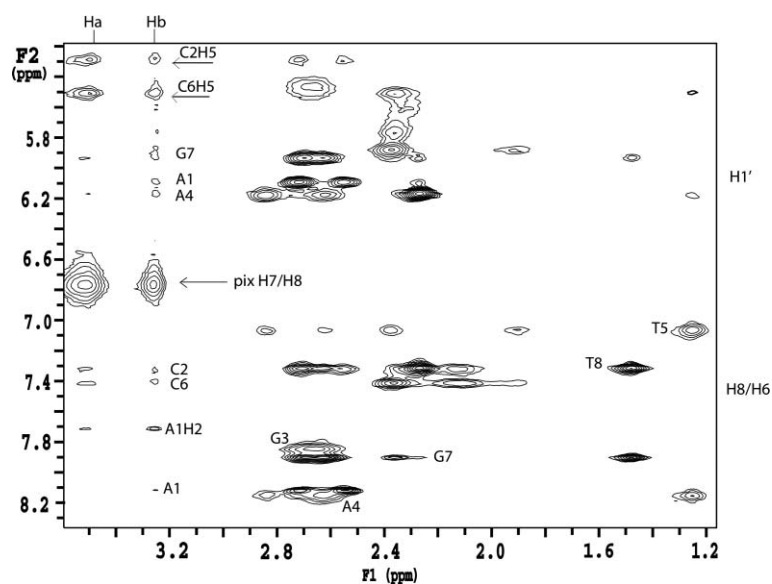 Ha Hb
F2
(ppm)
C2H5
C6H5
5.8
G7
A1
6.2
A4
H1'
6.6
pix H7/H8
7.0
T5
C2
T8
7.4
C6
H8/H6
A1H2
7.8
G3
G7
A1
8.2
A4
3.2 2.8 2.4 2.0 1.6 1.2
F1 (ppm)